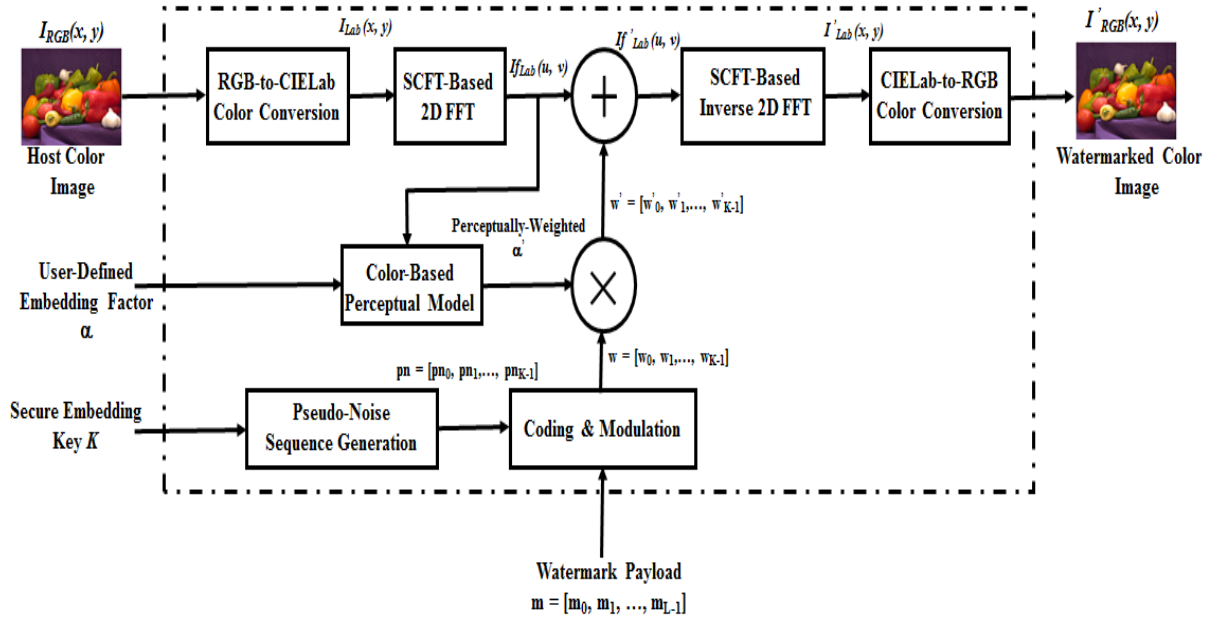 I_RGB(x, y)
I_Lab(x, y)
If_Lab(u, v)
If '_Lab(u, v)
I '_Lab(x, y)
I '_RGB(x, y)
RGB-to-CIELab
Color Conversion
SCFT-Based
2D FFT
+
SCFT-Based
Inverse 2D FFT
CIELab-to-RGB
Color Conversion
Host Color
Image
Watermarked Color
Image
w' = [w'_0, w'_1,…, w'_K-1]
Perceptually-Weighted
α'
User-Defined
Embedding Factor
α
Color-Based
Perceptual Model
×
w = [w_0, w_1,…, w_K-1]
pn = [pn_0, pn_1,…, pn_K-1]
Secure Embedding
Key K
Pseudo-Noise
Sequence Generation
Coding & Modulation
Watermark Payload
m = [m_0, m_1, …, m_L-1]